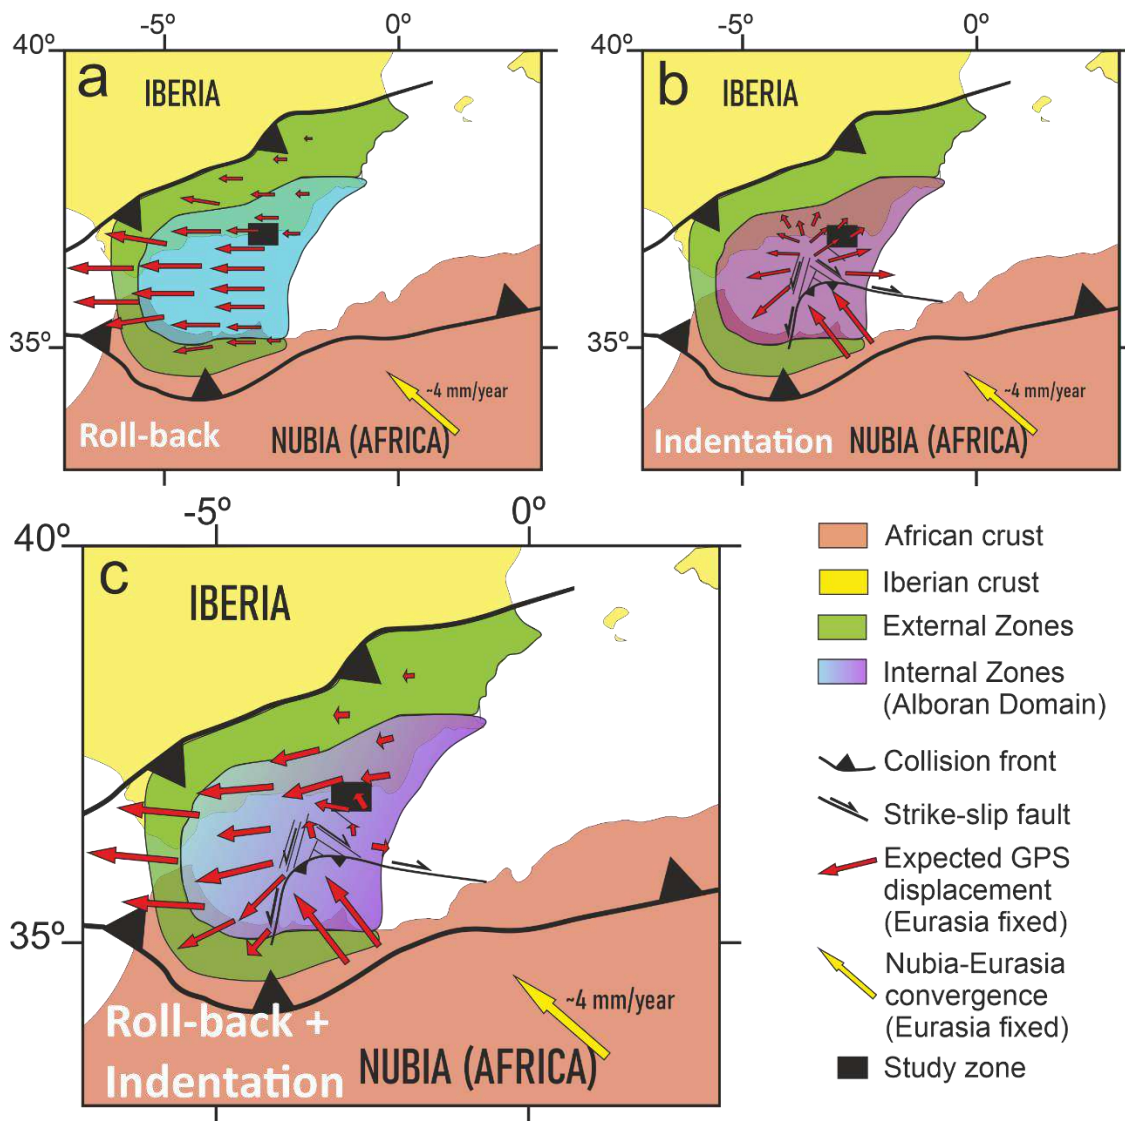 -5º 0º
40º
a
IBERIA
35º
~4 mm/year
Roll-back
NUBIA (AFRICA)
-5º 0º
40º
b
IBERIA
35º
~4 mm/year
Indentation NUBIA (AFRICA)
-5º 0º
40º
c
IBERIA
35º
~4 mm/year
Roll-back +
Indentation
NUBIA (AFRICA)
African crust
Iberian crust
External Zones
Internal Zones
(Alboran Domain)
Collision front
Strike-slip fault
Expected GPS
displacement
(Eurasia fixed)
Nubia-Eurasia
convergence
(Eurasia fixed)
Study zone